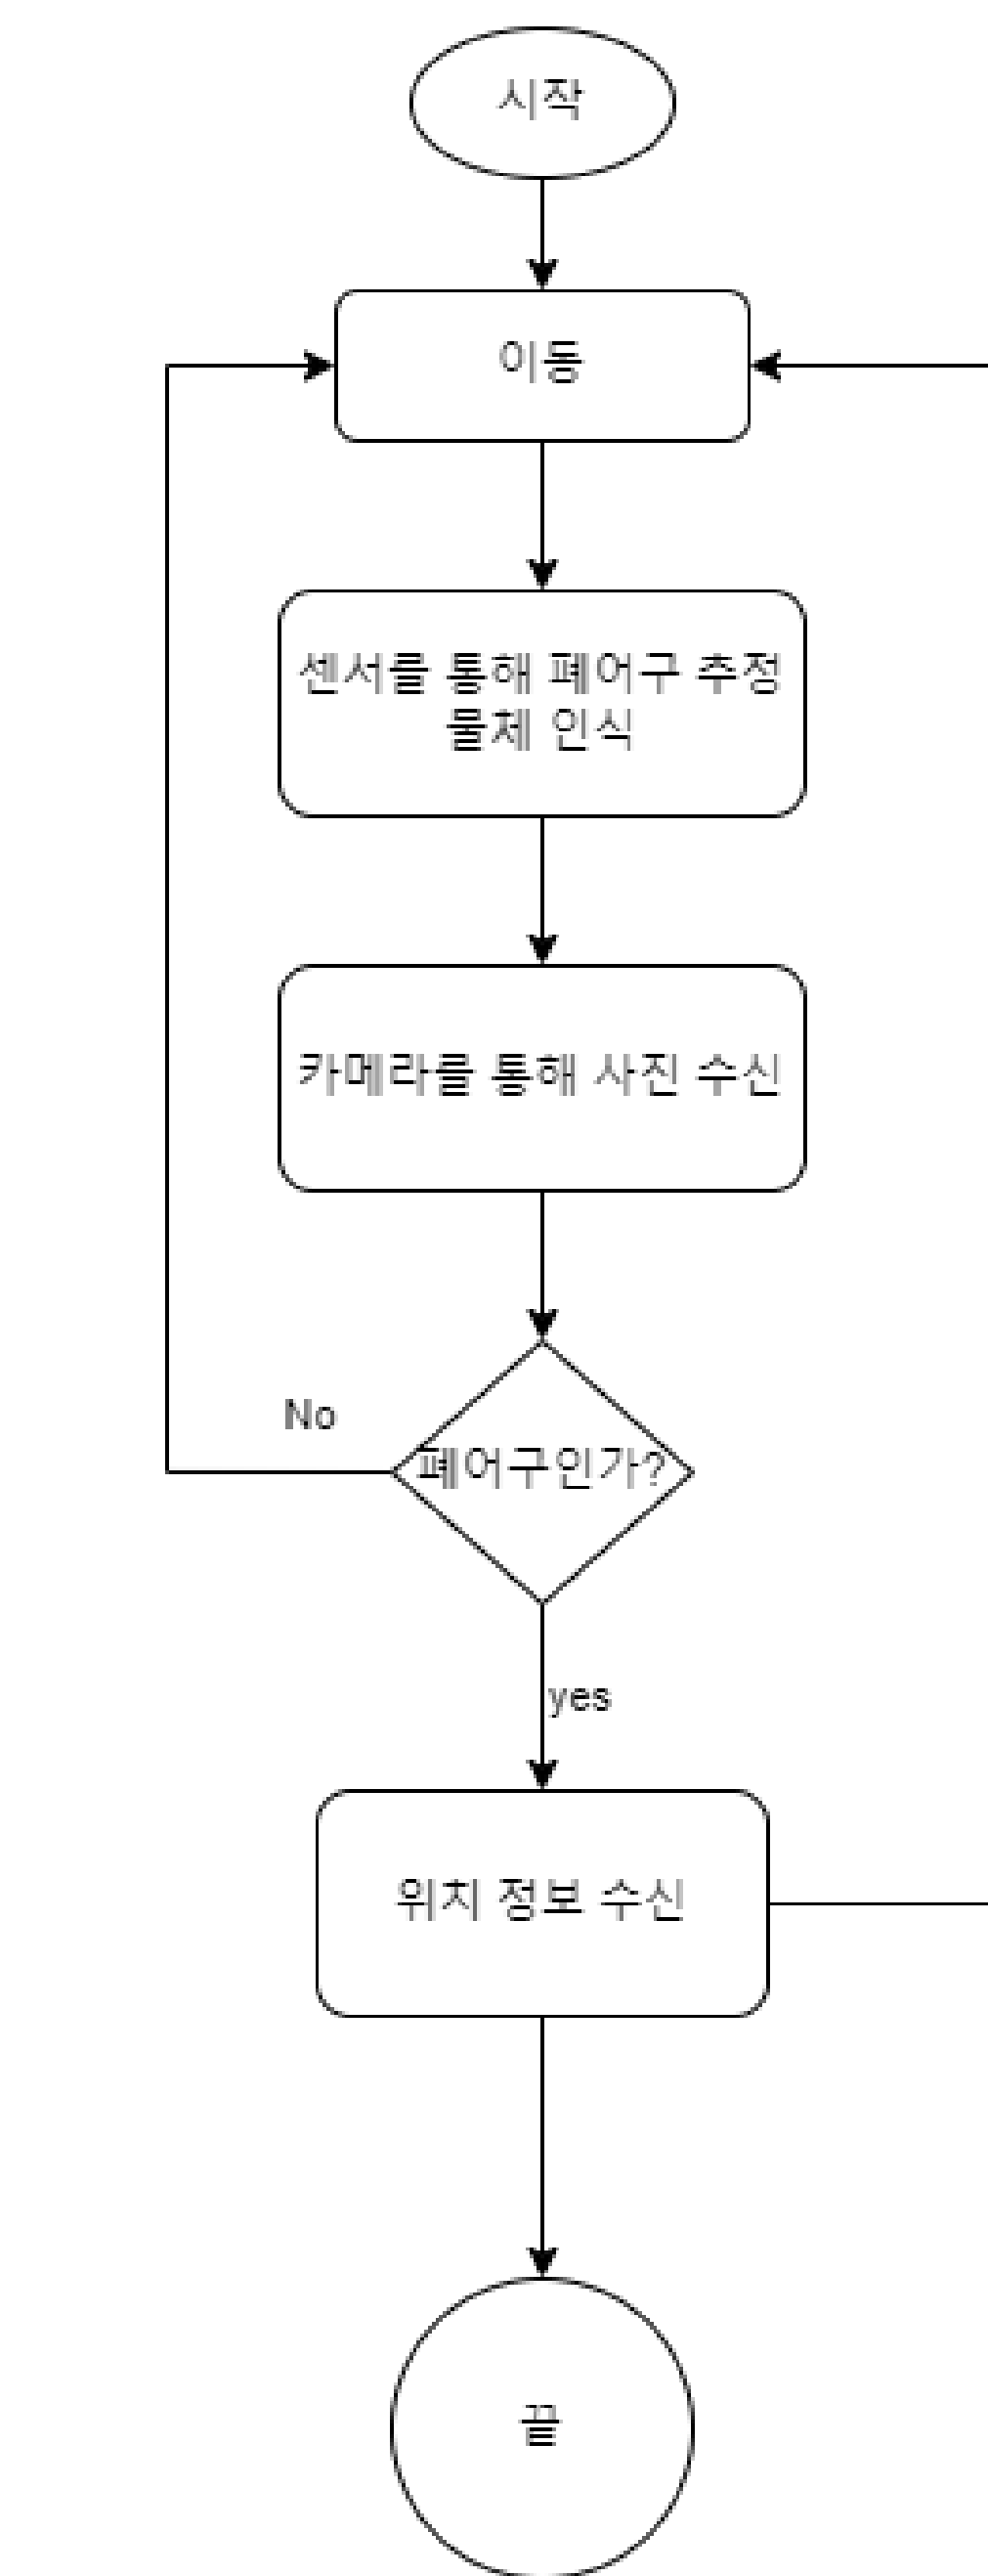 시작
이동
센서를 통해 폐어구 추정
물체 인식
카메라를 통해 사진 수신
No
폐어구인가?
yes
위치 정보 수신
끝